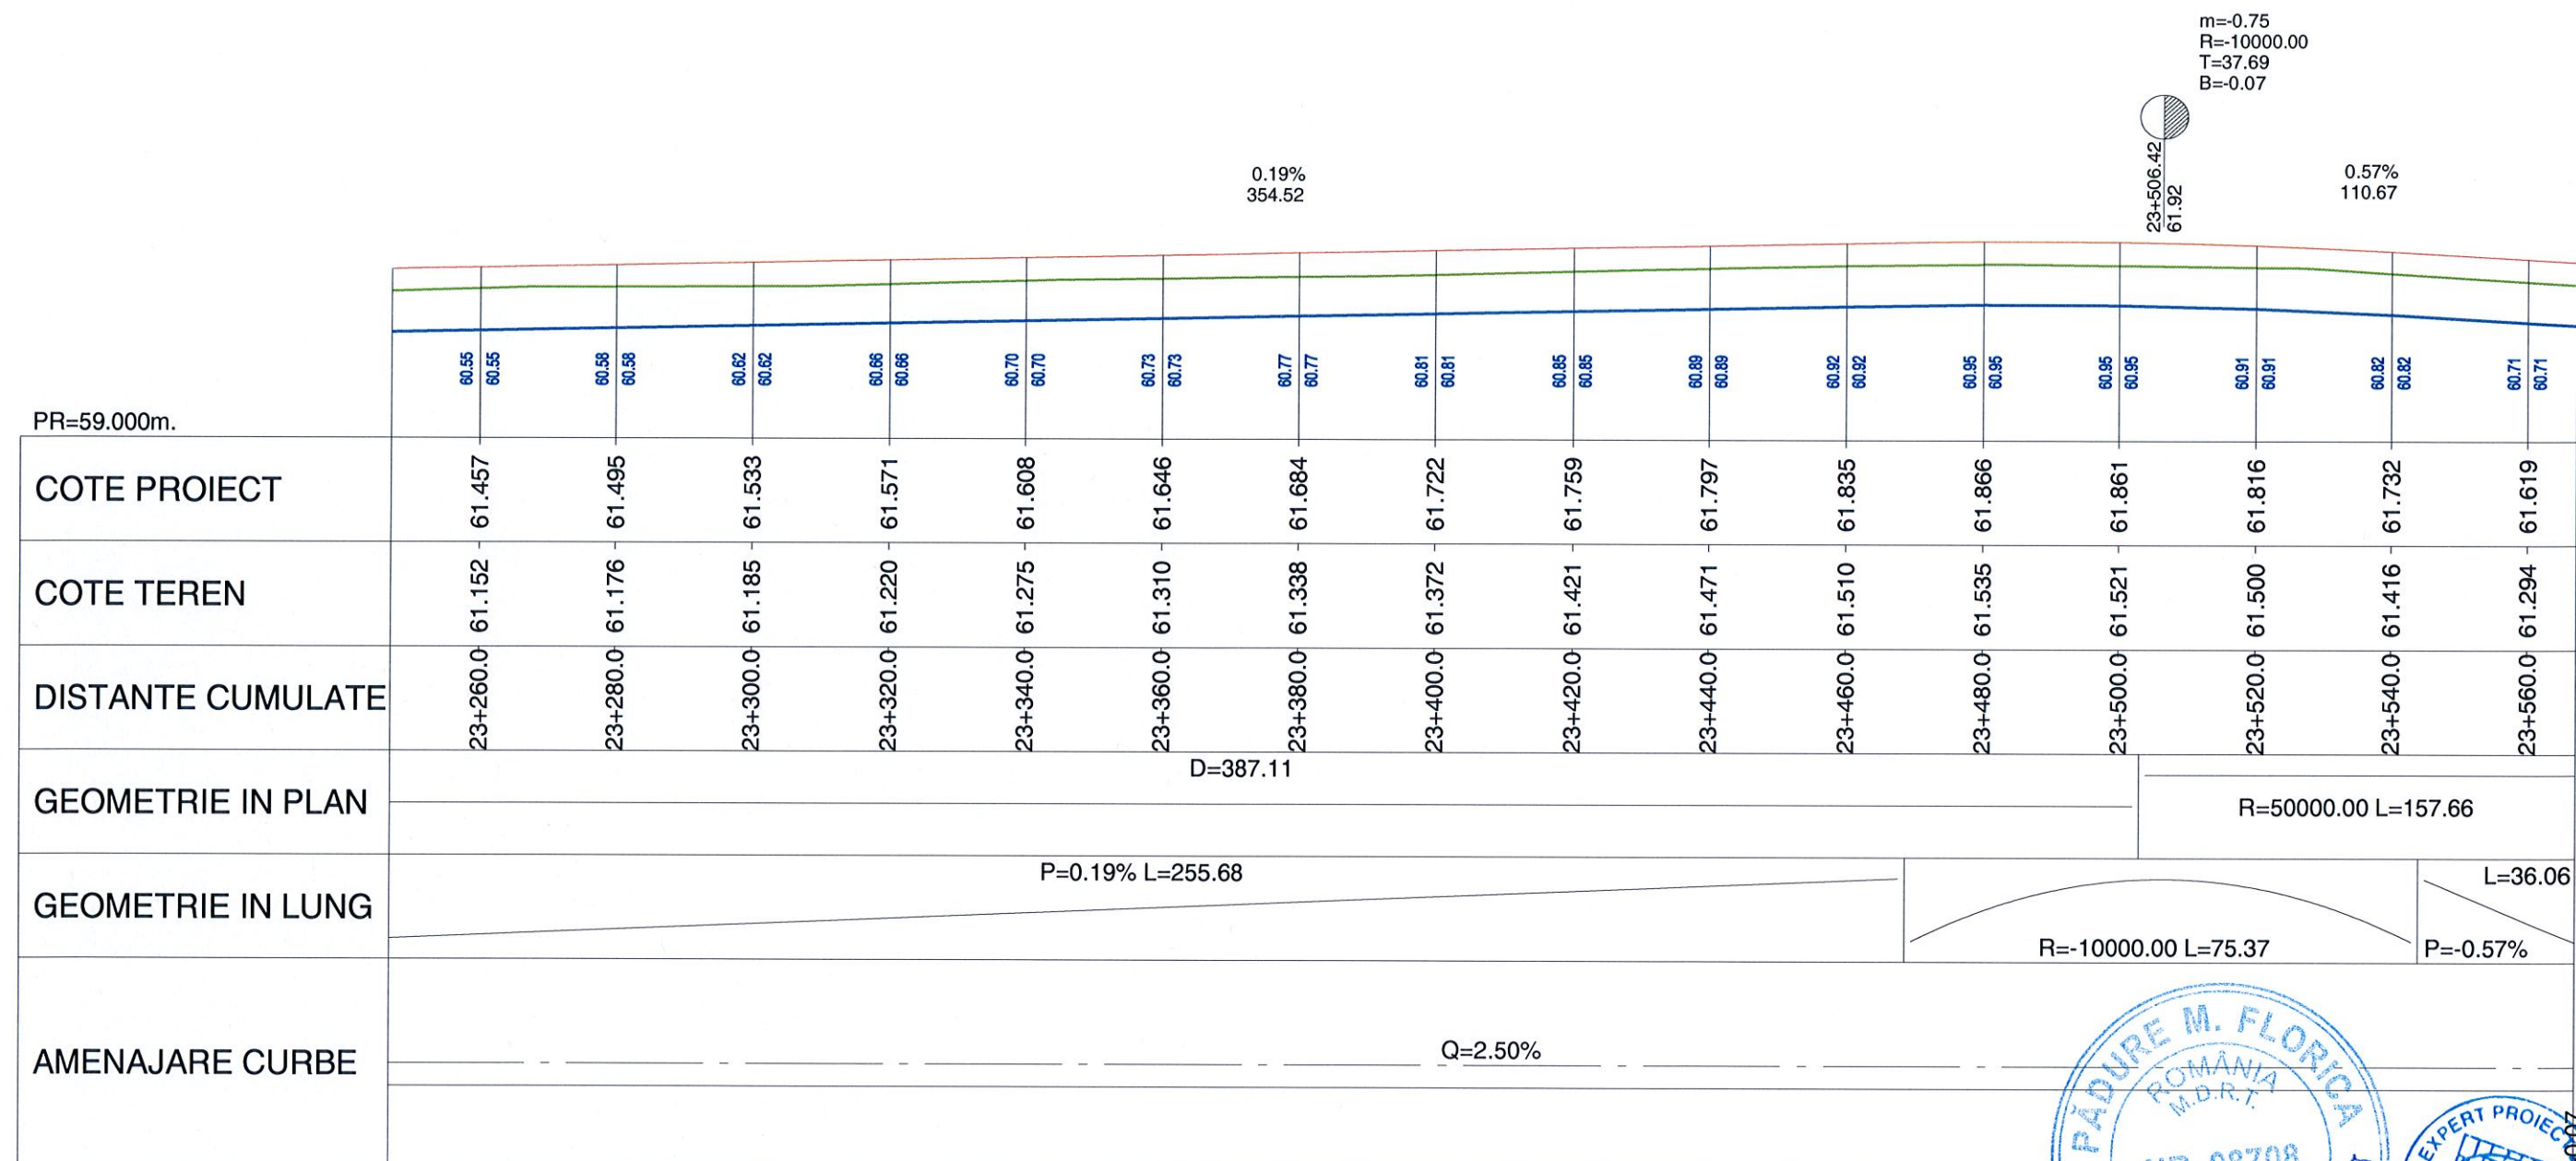 m=-0.75
R=-10000.00
T=37.69
B=-0.07
0.19%
354.52
23+506.42
61.92
0.57%
110.67
60.55 60.58 60.62 60.66 60.70 60.73 60.77 60.81 60.85 60.89 60.92 60.95 60.95 60.91 60.82 60.71
60.55 60.58 60.62 60.66 60.70 60.73 60.77 60.81 60.85 60.89 60.92 60.95 60.95 60.91 60.82 60.71
PR=59.000m.
COTE PROIECT 61.457 61.495 61.533 61.571 61.608 61.646 61.684 61.722 61.759 61.797 61.835 61.866 61.861 61.816 61.732 61.619
COTE TEREN 61.152 61.176 61.185 61.220 61.275 61.310 61.338 61.372 61.421 61.471 61.510 61.535 61.521 61.500 61.416 61.294
DISTANTE CUMULATE 23+260.0 23+280.0 23+300.0 23+320.0 23+340.0 23+360.0 23+380.0 23+400.0 23+420.0 23+440.0 23+460.0 23+480.0 23+500.0 23+520.0 23+540.0 23+560.0
GEOMETRIE IN PLAN
D=387.11
R=50000.00 L=157.66
GEOMETRIE IN LUNG
P=0.19% L=255.68
R=-10000.00 L=75.37
L=36.06
P=-0.57%
AMENAJARE CURBE
Q=2.50%
PĂDURE M. FLORICA
ROMÂNIA
M.D.R.T.
08708
EXPERT